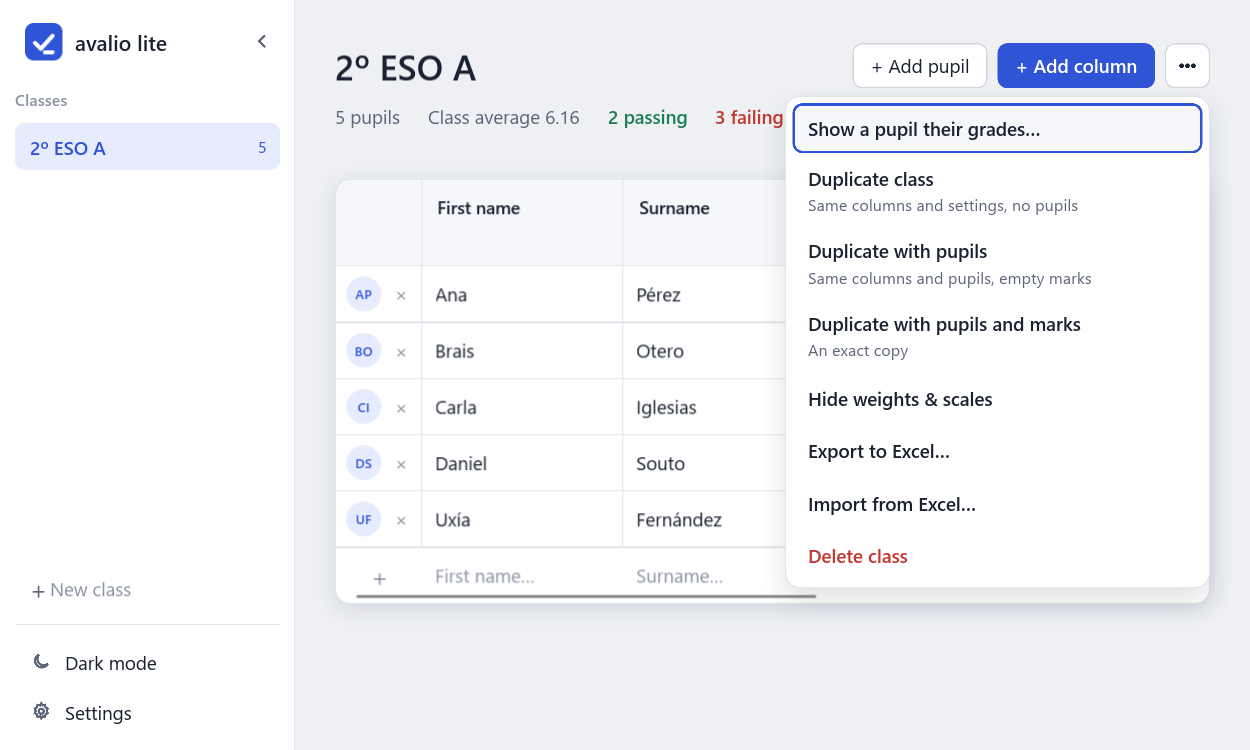 avalio lite
Classes
2º ESO A 5
+ New class
Dark mode
Settings
2º ESO A
+ Add pupil
+ Add column
•••
5 pupils Class average 6.16 2 passing 3 failing
First name Surname
AP × Ana Pérez
BO × Brais Otero
CI × Carla Iglesias
DS × Daniel Souto
UF × Uxía Fernández
+ First name... Surname...
Show a pupil their grades...
Duplicate class
Same columns and settings, no pupils
Duplicate with pupils
Same columns and pupils, empty marks
Duplicate with pupils and marks
An exact copy
Hide weights & scales
Export to Excel...
Import from Excel...
Delete class